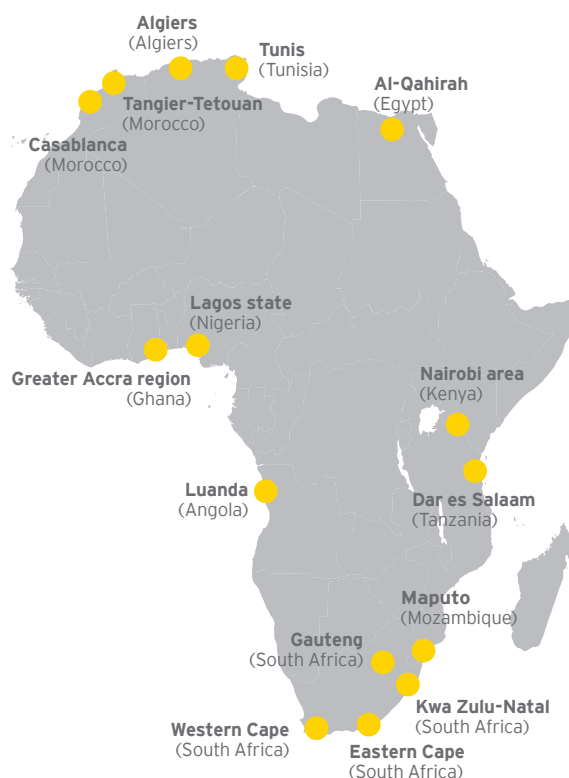 Algiers
(Algiers)
Tunis
(Tunisia)
Al-Qahirah
(Egypt)
Tangier-Tetouan
(Morocco)
Casablanca
(Morocco)
Lagos state
(Nigeria)
Greater Accra region
(Ghana)
Nairobi area
(Kenya)
Luanda
(Angola)
Dar es Salaam
(Tanzania)
Maputo
(Mozambique)
Gauteng
(South Africa)
Kwa Zulu-Natal
(South Africa)
Western Cape
(South Africa)
Eastern Cape
(South Africa)